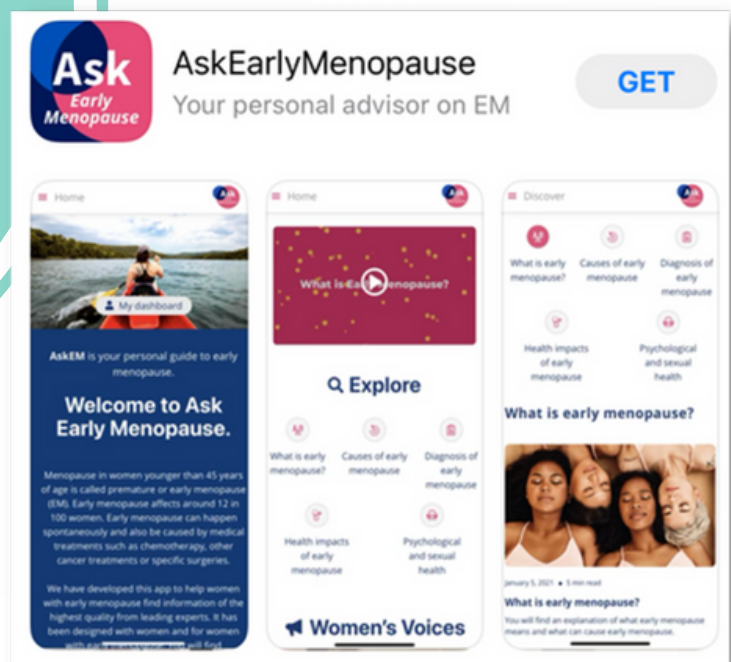 Ask
Early
Menopause
AskEarlyMenopause
Your personal advisor on EM
GET
Home
Ask
My dashboard
AskEM is your personal guide to early
menopause.
Welcome to Ask
Early Menopause.
Menopause in women younger than 45 years
of age is called premature or early menopause
(EM). Early menopause affects around 12 in
100 women. Early menopause can happen
spontaneously and also be caused by medical
treatments such as chemotherapy, other
cancer treatments or specific surgeries.
We have developed this app to help women
with early menopause find information of the
highest quality from leading experts. It has
been designed with women and for women
with early menopause. You will find
Home
Ask
What is Early Menopause?
Explore
What is early
menopause?
Causes of early
menopause
Diagnosis of
early
menopause
Health impacts
of early
menopause
Psychological
and sexual
health
Women's Voices
Discover
Ask
What is early
menopause?
Causes of early
menopause
Diagnosis of
early
menopause
Health impacts
of early
menopause
Psychological
and sexual
health
What is early menopause?
January 5, 2021 • 5 min read
What is early menopause?
You will find an explanation of what early menopause
means and what can cause early menopause.